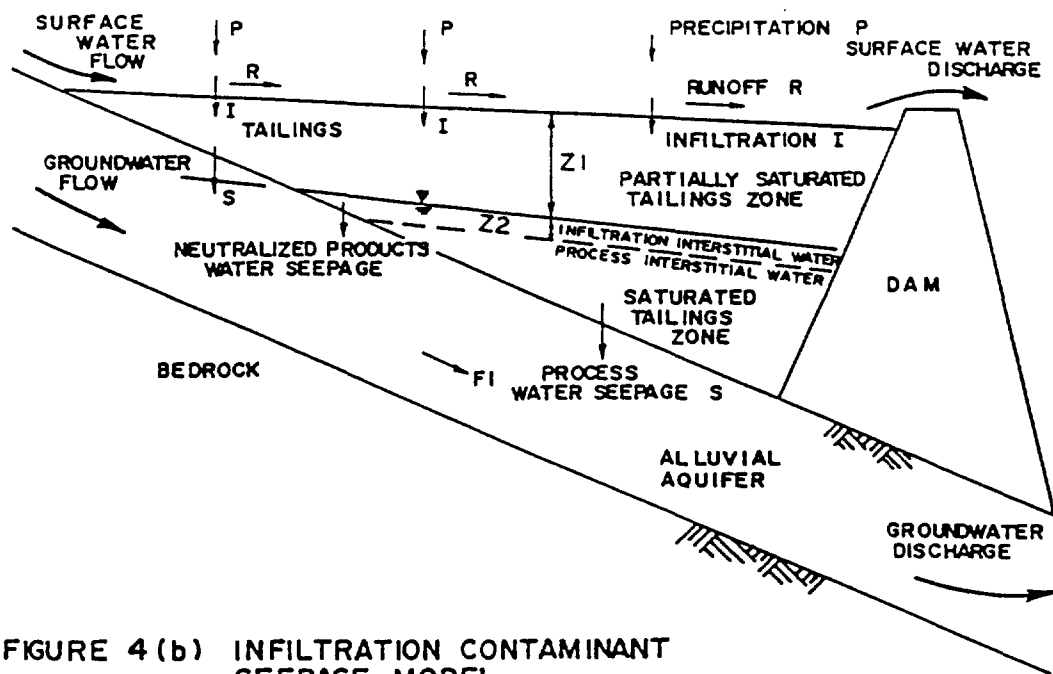 SURFACE
WATER
FLOW
P
P
PRECIPITATION P
SURFACE WATER
DISCHARGE
R
R
RUNOFF R
I
TAILINGS
I
INFILTRATION I
Z1
GROUNDWATER
FLOW
S
PARTIALLY SATURATED
TAILINGS ZONE
Z2
INFILTRATION INTERSTITIAL WATER
PROCESS INTERSTITIAL WATER
NEUTRALIZED PRODUCTS
WATER SEEPAGE
DAM
SATURATED
TAILINGS
ZONE
BEDROCK
F1
PROCESS
WATER SEEPAGE S
ALLUVIAL
AQUIFER
GROUNDWATER
DISCHARGE
FIGURE 4(b) INFILTRATION CONTAMINANT
SEEPAGE MODEL